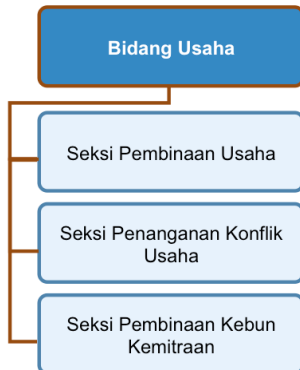 Bidang Usaha
Seksi Pembinaan Usaha
Seksi Penanganan Konflik
Usaha
Seksi Pembinaan Kebun
Kemitraan